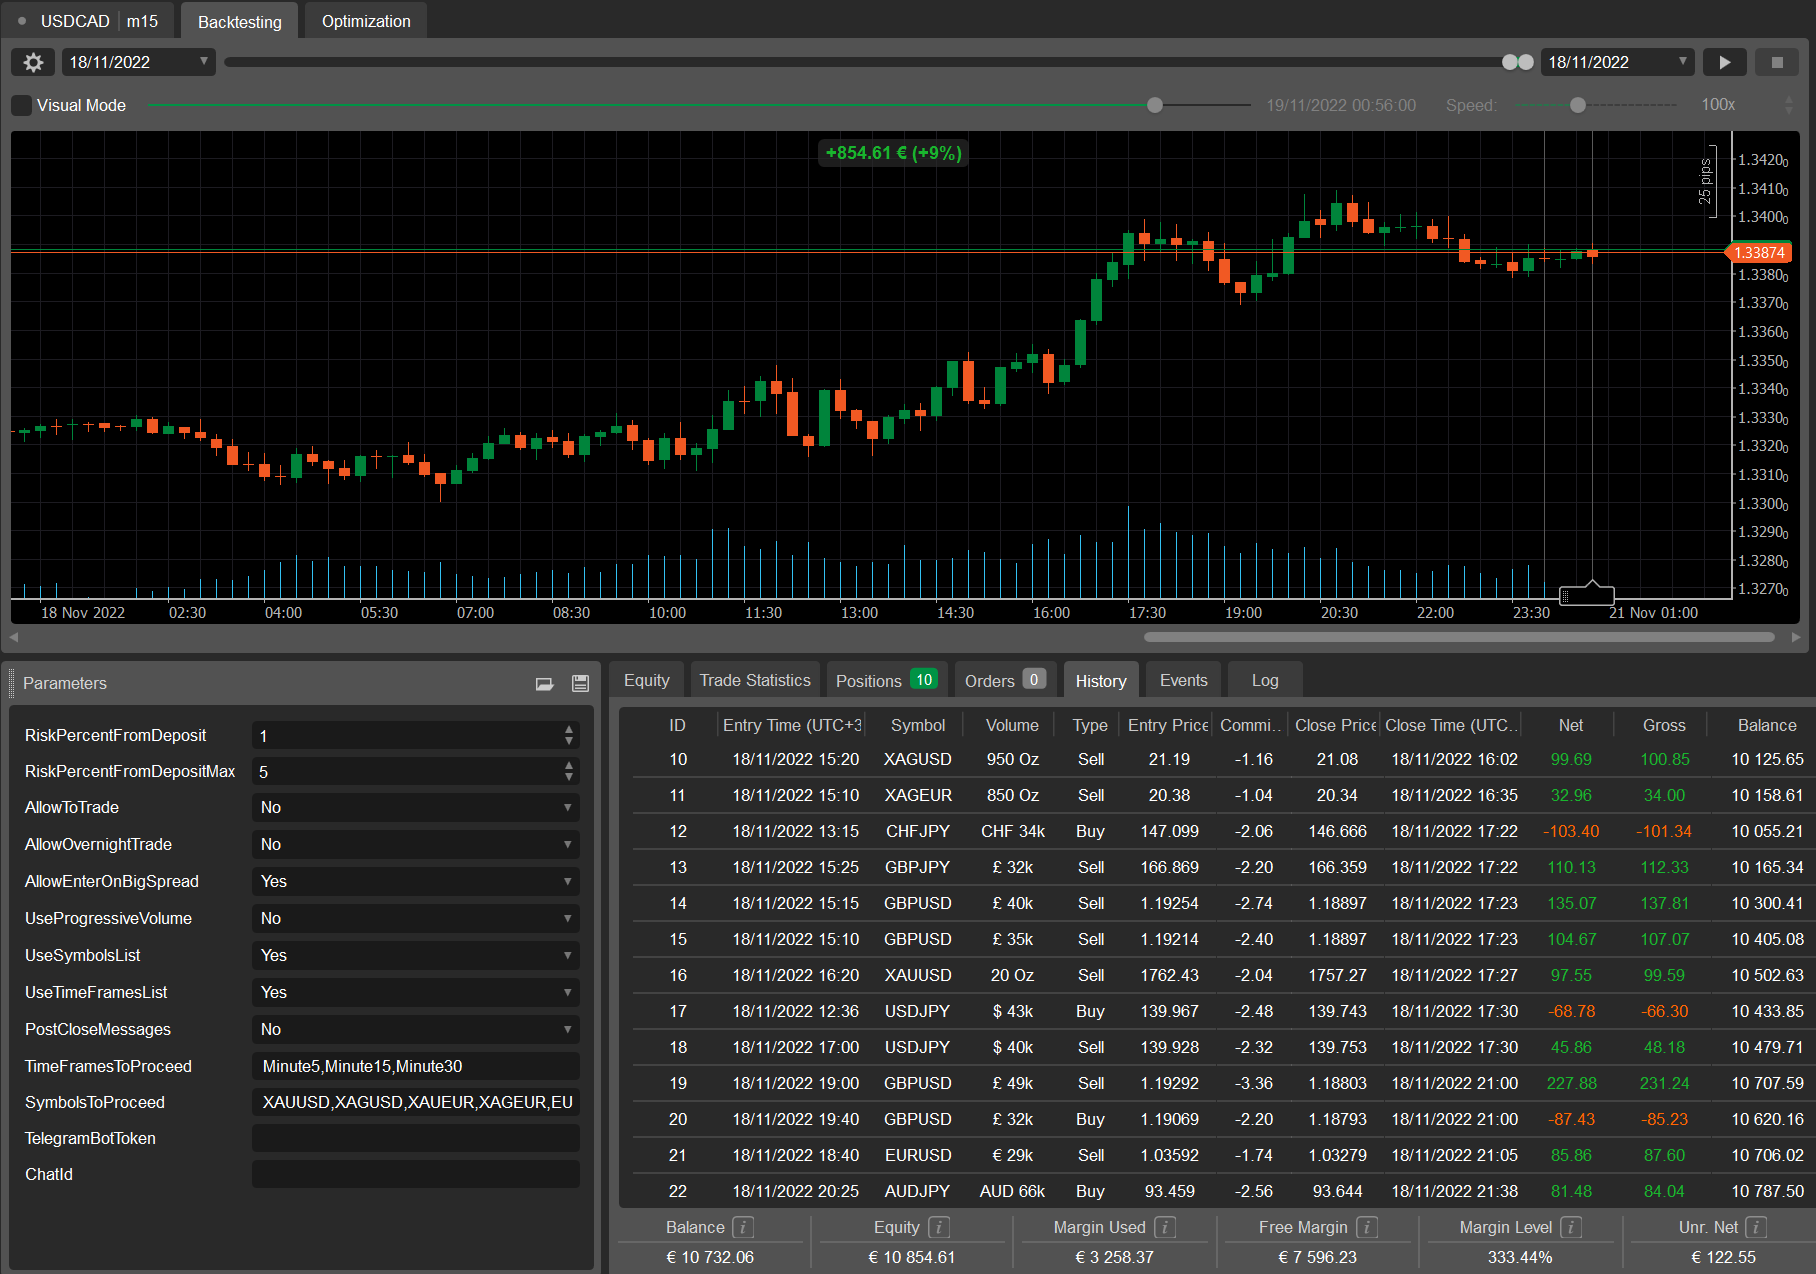 USDCAD m15 Backtesting Optimization
18/11/2022 18/11/2022
Visual Mode 19/11/2022 00:56:00 Speed: 100x
+854.61 € (+9%)
25 pips
1.34200
1.34100
1.34000
1.33874
1.33800
1.33700
1.33600
1.33500
1.33400
1.33300
1.33200
1.33100
1.33000
1.32900
1.32800
1.32700
18 Nov 2022 02:30 04:00 05:30 07:00 08:30 10:00 11:30 13:00 14:30 16:00 17:30 19:00 20:30 22:00 23:30 21 Nov 01:00
Parameters
RiskPercentFromDeposit 1
RiskPercentFromDepositMax 5
AllowToTrade No
AllowOvernightTrade No
AllowEnterOnBigSpread Yes
UseProgressiveVolume No
UseSymbolsList Yes
UseTimeFramesList Yes
PostCloseMessages No
TimeFramesToProceed Minute5,Minute15,Minute30
SymbolsToProceed XAUUSD,XAGUSD,XAUEUR,XAGEUR,EU
TelegramBotToken
ChatId
Equity Trade Statistics Positions 10 Orders 0 History Events Log
ID Entry Time (UTC+3 Symbol Volume Type Entry Price Commi.. Close Price Close Time (UTC.. Net Gross Balance
10 18/11/2022 15:20 XAGUSD 950 Oz Sell 21.19 -1.16 21.08 18/11/2022 16:02 99.69 100.85 10 125.65
11 18/11/2022 15:10 XAGEUR 850 Oz Sell 20.38 -1.04 20.34 18/11/2022 16:35 32.96 34.00 10 158.61
12 18/11/2022 13:15 CHFJPY CHF 34k Buy 147.099 -2.06 146.666 18/11/2022 17:22 -103.40 -101.34 10 055.21
13 18/11/2022 15:25 GBPJPY £ 32k Sell 166.869 -2.20 166.359 18/11/2022 17:22 110.13 112.33 10 165.34
14 18/11/2022 15:15 GBPUSD £ 40k Sell 1.19254 -2.74 1.18897 18/11/2022 17:23 135.07 137.81 10 300.41
15 18/11/2022 15:10 GBPUSD £ 35k Sell 1.19214 -2.40 1.18897 18/11/2022 17:23 104.67 107.07 10 405.08
16 18/11/2022 16:20 XAUUSD 20 Oz Sell 1762.43 -2.04 1757.27 18/11/2022 17:27 97.55 99.59 10 502.63
17 18/11/2022 12:36 USDJPY $ 43k Buy 139.967 -2.48 139.743 18/11/2022 17:30 -68.78 -66.30 10 433.85
18 18/11/2022 17:00 USDJPY $ 40k Sell 139.928 -2.32 139.753 18/11/2022 17:30 45.86 48.18 10 479.71
19 18/11/2022 19:00 GBPUSD £ 49k Sell 1.19292 -3.36 1.18803 18/11/2022 21:00 227.88 231.24 10 707.59
20 18/11/2022 19:40 GBPUSD £ 32k Buy 1.19069 -2.20 1.18793 18/11/2022 21:00 -87.43 -85.23 10 620.16
21 18/11/2022 18:40 EURUSD € 29k Sell 1.03592 -1.74 1.03279 18/11/2022 21:05 85.86 87.60 10 706.02
22 18/11/2022 20:25 AUDJPY AUD 66k Buy 93.459 -2.56 93.644 18/11/2022 21:38 81.48 84.04 10 787.50
Balance i Equity i Margin Used i Free Margin i Margin Level i Unr. Net i
€ 10 732.06 € 10 854.61 € 3 258.37 € 7 596.23 333.44% € 122.55